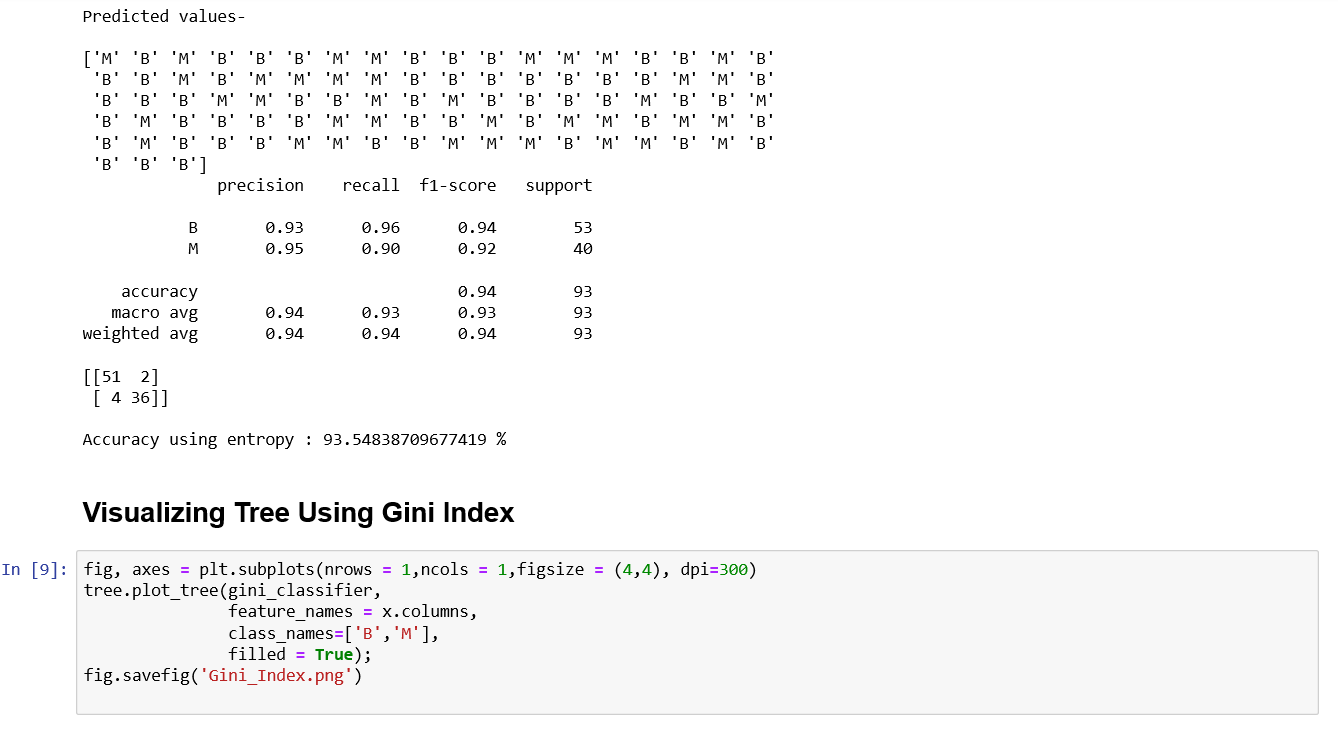 Predicted values-
['M' 'B' 'M' 'B' 'B' 'B' 'M' 'M' 'B' 'B' 'B' 'M' 'M' 'M' 'B' 'B' 'M' 'B'
'B' 'B' 'M' 'B' 'M' 'M' 'M' 'M' 'B' 'B' 'B' 'B' 'B' 'B' 'B' 'M' 'M' 'B'
'B' 'B' 'B' 'M' 'M' 'B' 'B' 'M' 'B' 'M' 'B' 'B' 'B' 'B' 'M' 'B' 'B' 'M'
'B' 'M' 'B' 'B' 'B' 'B' 'M' 'M' 'B' 'B' 'M' 'B' 'M' 'M' 'B' 'M' 'M' 'B'
'B' 'M' 'B' 'B' 'B' 'M' 'M' 'B' 'B' 'M' 'M' 'M' 'B' 'M' 'M' 'B' 'M' 'B'
'B' 'B' 'B']
precision recall f1-score support
B 0.93 0.96 0.94 53
M 0.95 0.90 0.92 40
accuracy 0.94 93
macro avg 0.94 0.93 0.93 93
weighted avg 0.94 0.94 0.94 93
[[51 2]
[ 4 36]]
Accuracy using entropy : 93.54838709677419 %
Visualizing Tree Using Gini Index
In [9]: fig, axes = plt.subplots(nrows = 1,ncols = 1,figsize = (4,4), dpi=300)
tree.plot_tree(gini_classifier,
feature_names = x.columns,
class_names=['B','M'],
filled = True);
fig.savefig('Gini_Index.png')